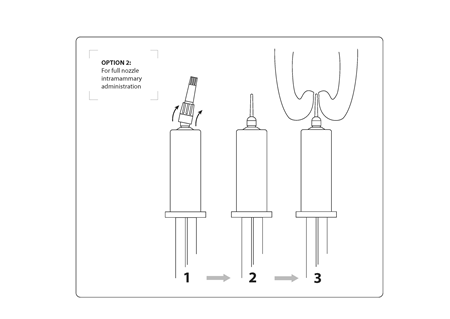 OPTION 2:
For full nozzle
intramammary
administration
1
2
3